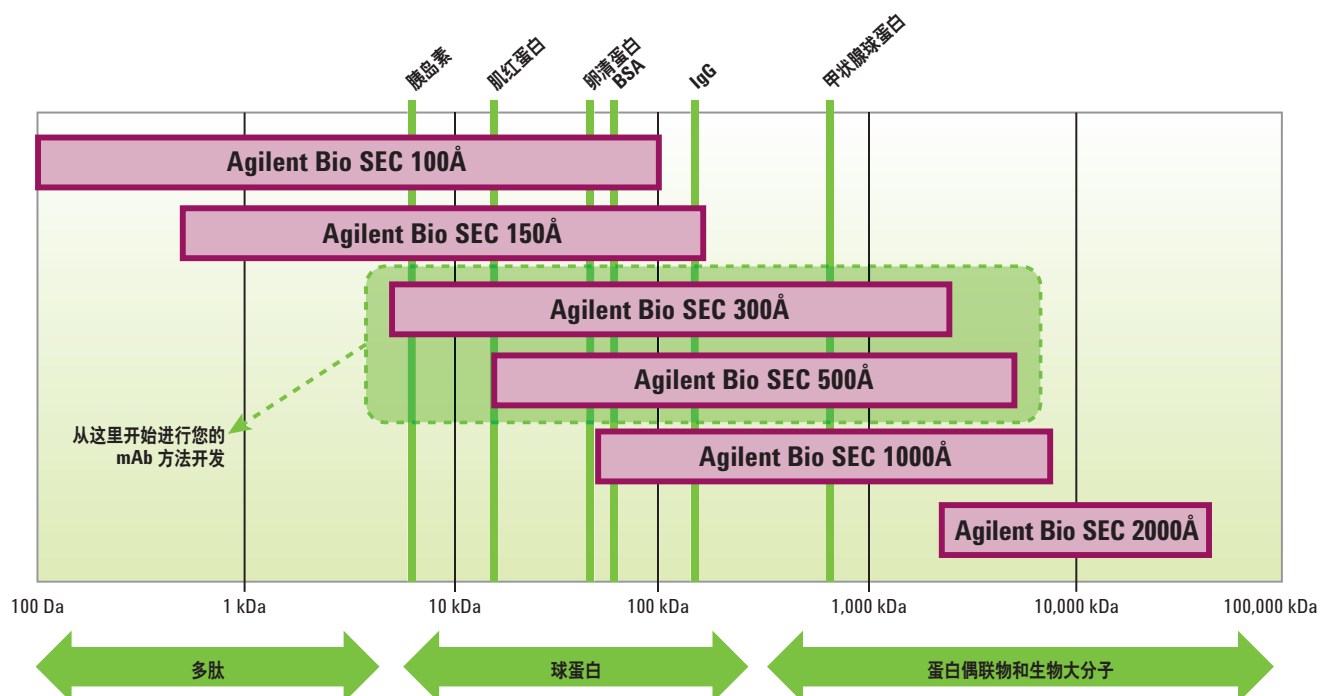 胰岛素
肌红蛋白
卵清蛋白
BSA
IgG
甲状腺球蛋白
Agilent Bio SEC 100Å
Agilent Bio SEC 150Å
Agilent Bio SEC 300Å
Agilent Bio SEC 500Å
从这里开始进行您的
mAb 方法开发
Agilent Bio SEC 1000Å
Agilent Bio SEC 2000Å
100 Da
1 kDa
10 kDa
100 kDa
1,000 kDa
10,000 kDa
100,000 kDa
多肽
球蛋白
蛋白偶联物和生物大分子